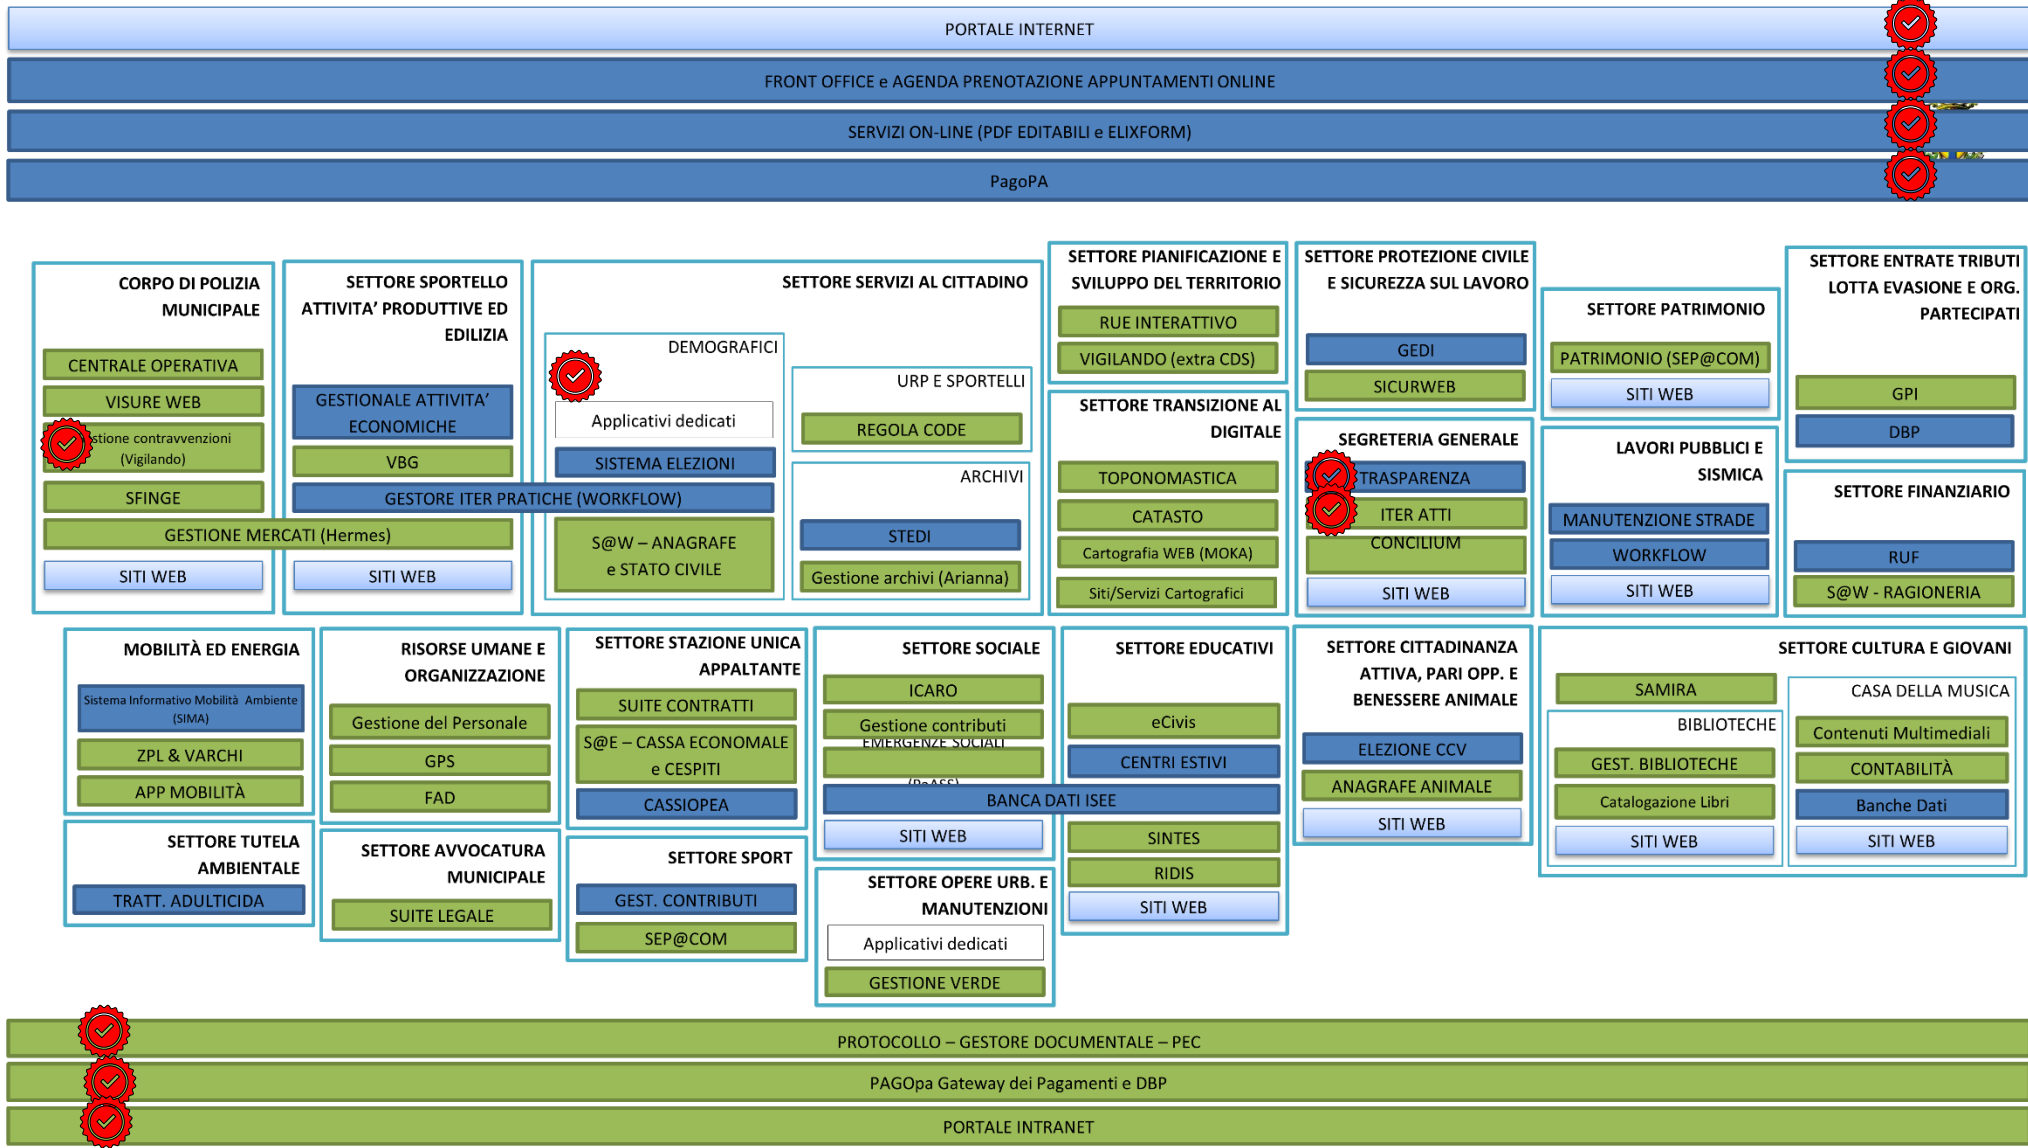 PORTALE INTERNET
FRONT OFFICE e AGENDA PRENOTAZIONE APPUNTAMENTI ONLINE
SERVIZI ON-LINE (PDF EDITABILI e ELIXFORM)
PagoPA
CORPO DI POLIZIA
MUNICIPALE
CENTRALE OPERATIVA
VISURE WEB
stione contravvenzioni
(Vigilando)
SFINGE
GESTIONE MERCATI (Hermes)
SITI WEB
SETTORE SPORTELLO
ATTIVITA’ PRODUTTIVE ED
EDILIZIA
GESTIONALE ATTIVITA’
ECONOMICHE
VBG
GESTORE ITER PRATICHE (WORKFLOW)
SITI WEB
SETTORE SERVIZI AL CITTADINO
DEMOGRAFICI
Applicativi dedicati
SISTEMA ELEZIONI
S@W – ANAGRAFE
e STATO CIVILE
URP E SPORTELLI
REGOLA CODE
ARCHIVI
STEDI
Gestione archivi (Arianna)
SETTORE PIANIFICAZIONE E
SVILUPPO DEL TERRITORIO
RUE INTERATTIVO
VIGILANDO (extra CDS)
SETTORE TRANSIZIONE AL
DIGITALE
TOPONOMASTICA
CATASTO
Cartografia WEB (MOKA)
Siti/Servizi Cartografici
SETTORE PROTEZIONE CIVILE
E SICUREZZA SUL LAVORO
GEDI
SICURWEB
SEGRETERIA GENERALE
TRASPARENZA
ITER ATTI
CONCILIUM
SITI WEB
SETTORE PATRIMONIO
PATRIMONIO (SEP@COM)
SITI WEB
LAVORI PUBBLICI E
SISMICA
MANUTENZIONE STRADE
WORKFLOW
SITI WEB
SETTORE ENTRATE TRIBUTI
LOTTA EVASIONE E ORG.
PARTECIPATI
GPI
DBP
SETTORE FINANZIARIO
RUF
S@W - RAGIONERIA
MOBILITÀ ED ENERGIA
Sistema Informativo Mobilità Ambiente
(SIMA)
ZPL & VARCHI
APP MOBILITÀ
SETTORE TUTELA
AMBIENTALE
TRATT. ADULTICIDA
RISORSE UMANE E
ORGANIZZAZIONE
Gestione del Personale
GPS
FAD
SETTORE AVVOCATURA
MUNICIPALE
SUITE LEGALE
SETTORE STAZIONE UNICA
APPALTANTE
SUITE CONTRATTI
S@E – CASSA ECONOMALE
e CESPITI
CASSIOPEA
SETTORE SPORT
GEST. CONTRIBUTI
SEP@COM
SETTORE SOCIALE
ICARO
Gestione contributi
EMERGENZE SOCIALI
BANCA DATI ISEE
SITI WEB
SETTORE OPERE URB. E
MANUTENZIONI
Applicativi dedicati
GESTIONE VERDE
SETTORE EDUCATIVI
eCivis
CENTRI ESTIVI
SINTES
RIDIS
SITI WEB
SETTORE CITTADINANZA
ATTIVA, PARI OPP. E
BENESSERE ANIMALE
ELEZIONE CCV
ANAGRAFE ANIMALE
SITI WEB
SETTORE CULTURA E GIOVANI
SAMIRA
BIBLIOTECHE
GEST. BIBLIOTECHE
Catalogazione Libri
SITI WEB
CASA DELLA MUSICA
Contenuti Multimediali
CONTABILITÀ
Banche Dati
SITI WEB
PROTOCOLLO – GESTORE DOCUMENTALE – PEC
PAGOpa Gateway dei Pagamenti e DBP
PORTALE INTRANET